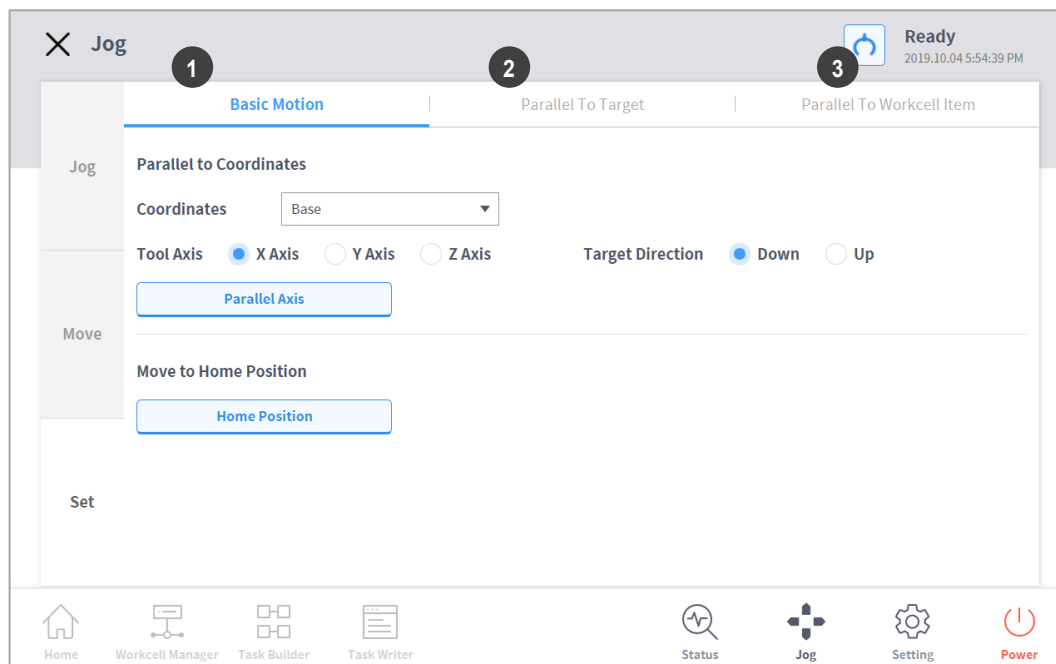 Jog
Ready
2019.10.04 5:54:39 PM
1
2
3
Basic Motion
Parallel To Target
Parallel To Workcell Item
Jog
Move
Set
Parallel to Coordinates
Coordinates
Base
Tool Axis
X Axis
Y Axis
Z Axis
Target Direction
Down
Up
Parallel Axis
Move to Home Position
Home Position
Home
Workcell Manager
Task Builder
Task Writer
Status
Jog
Setting
Power